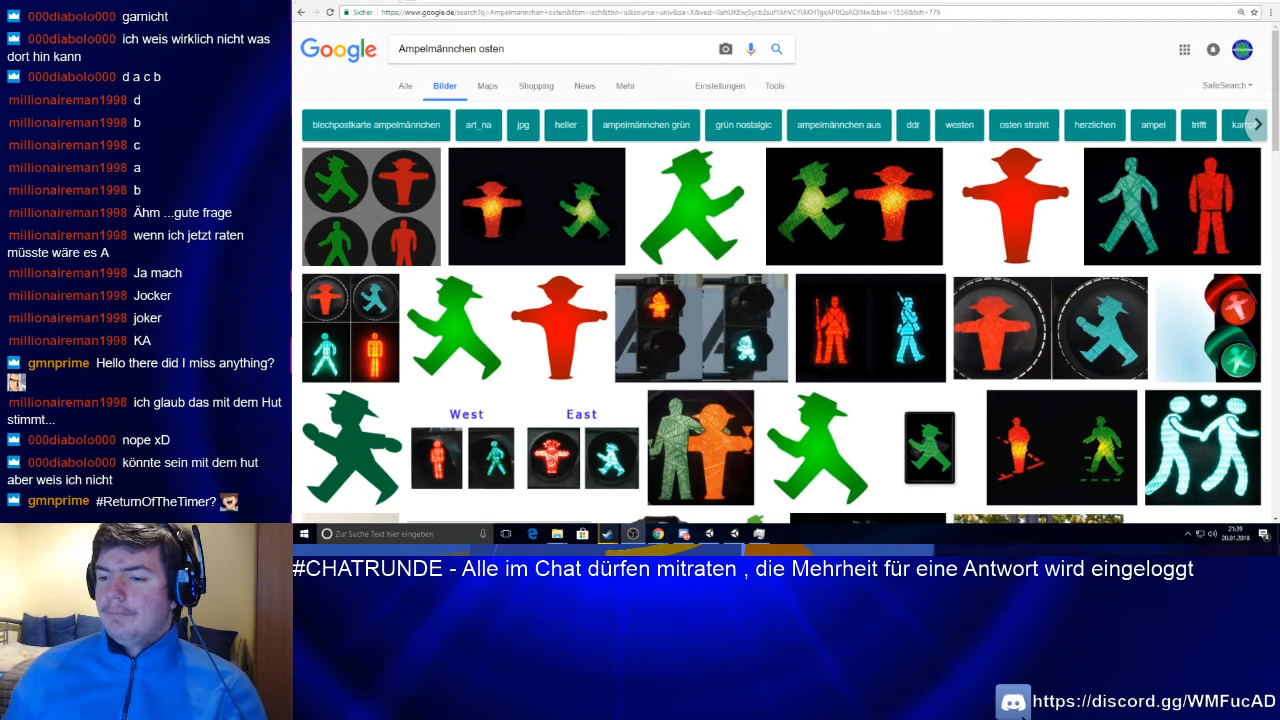 000diabolo000 garnicht
000diabolo000 ich weis wirklich nicht was
dort hin kann
000diabolo000 d a c b
millionaireman1998 d
millionaireman1998 b
millionaireman1998 c
millionaireman1998 a
millionaireman1998 b
millionaireman1998 Ähm ...gute frage
millionaireman1998 wenn ich jetzt raten
müsste wäre es A
millionaireman1998 Ja mach
millionaireman1998 Jocker
millionaireman1998 joker
millionaireman1998 KA
gmnprime Hello there did I miss anything?
millionaireman1998 ich glaub das mit dem Hut
stimmt...
000diabolo000 nope xD
000diabolo000 könnte sein mit dem hut
aber weis ich nicht
gmnprime #ReturnOfTheTimer?
Sicher
Google
Ampelmännchen osten
Alle Bilder Maps Shopping News Mehr Einstellungen Tools
SafeSearch
blechpostkarte ampelmännchen art_na jpg heller ampelmännchen grün grün nostalgic ampelmännchen aus ddr westen osten strahlt herzlichen ampel trifft
West East
Zur Suche Text hier eingeben
21:39
20.01.2018
#CHATRUNDE - Alle im Chat dürfen mitraten , die Mehrheit für eine Antwort wird eingeloggt
https://discord.gg/WMFucAD